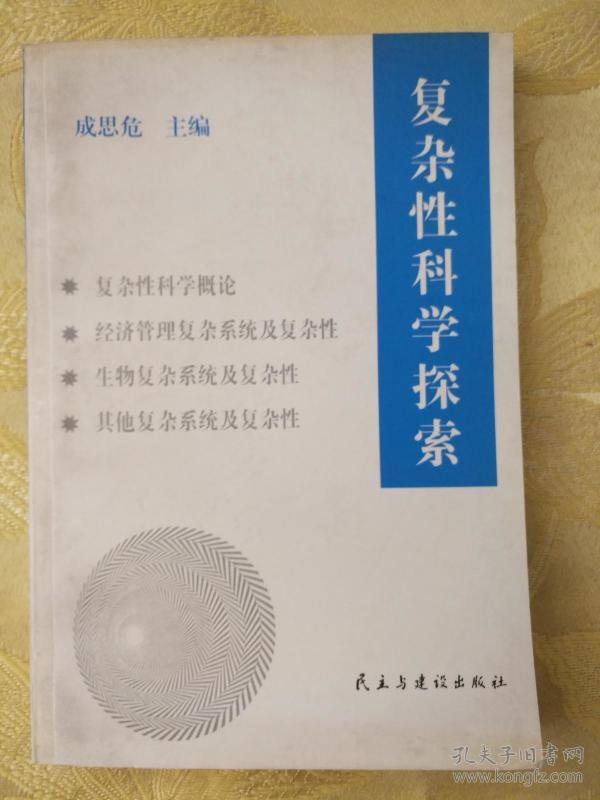 复杂性科学探索
成思危 主编
复杂性科学概论
经济管理复杂系统及复杂性
生物复杂系统及复杂性
其他复杂系统及复杂性
民主与建设出版社
孔夫子旧书网
www.kongfz.com